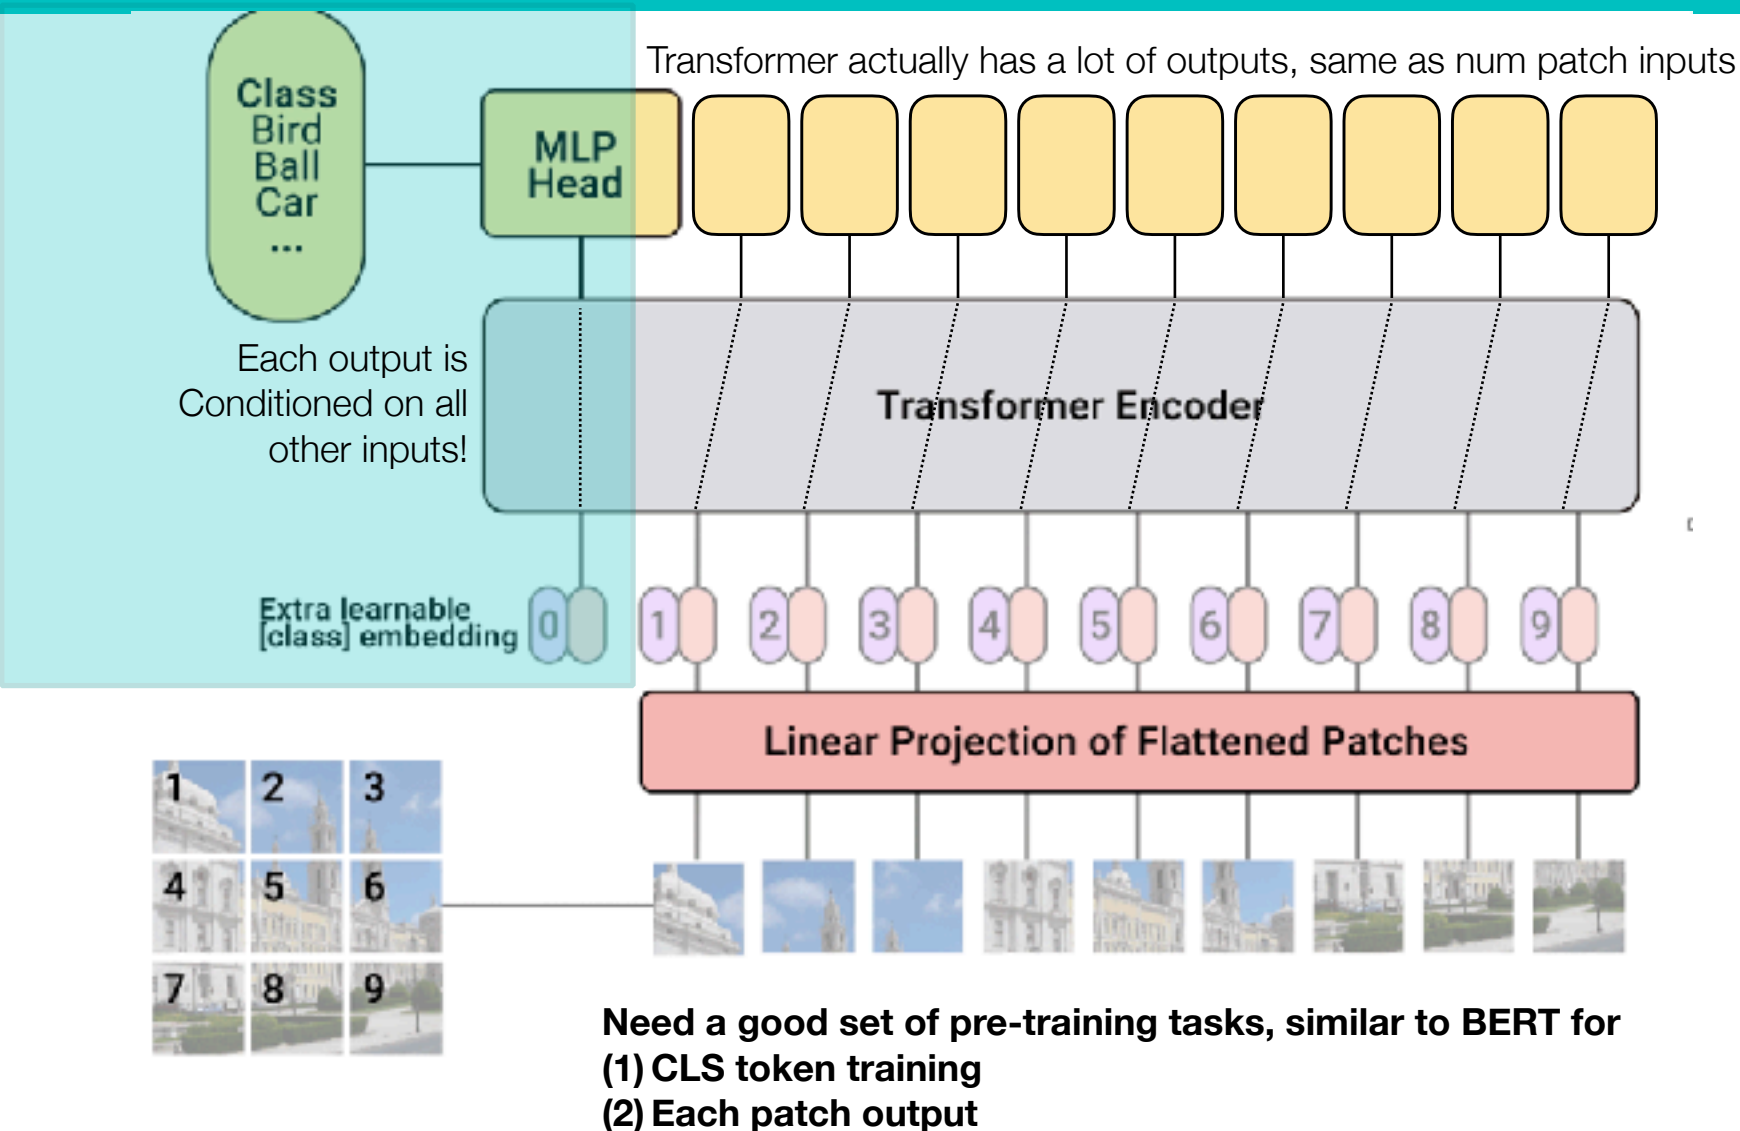 Transformer actually has a lot of outputs, same as num patch inputs
Class
Bird
Ball
Car
...
MLP
Head
Each output is
Conditioned on all
other inputs!
Transformer Encoder
Extra learnable
[class] embedding
0 1 2 3 4 5 6 7 8 9
Linear Projection of Flattened Patches
1 2 3
4 5 6
7 8 9
Need a good set of pre-training tasks, similar to BERT for
(1) CLS token training
(2) Each patch output